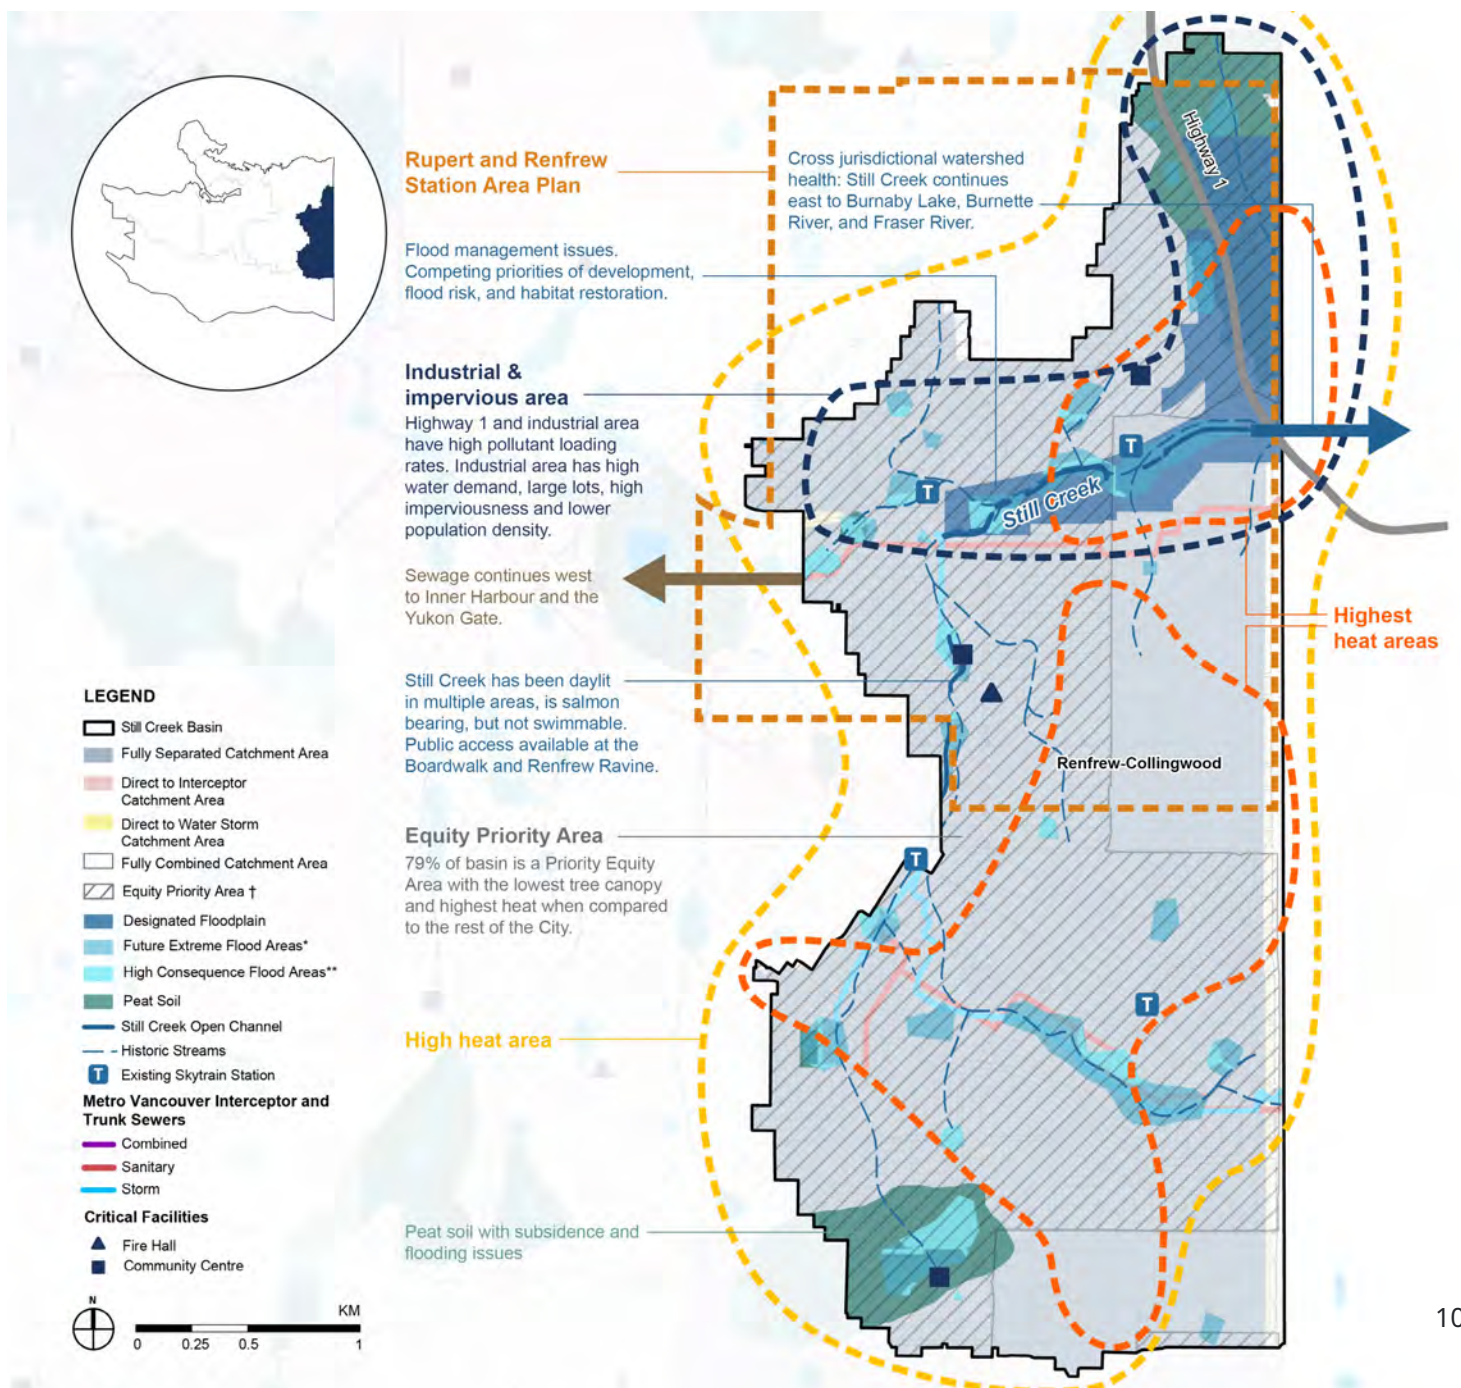 Rupert and Renfrew
Station Area Plan
Cross jurisdictional watershed
health: Still Creek continues
east to Burnaby Lake, Burnette
River, and Fraser River.
Flood management issues.
Competing priorities of development,
flood risk, and habitat restoration.
Industrial &
impervious area
Highway 1 and industrial area
have high pollutant loading
rates. Industrial area has high
water demand, large lots, high
imperviousness and lower
population density.
Sewage continues west
to Inner Harbour and the
Yukon Gate.
Still Creek has been daylit
in multiple areas, is salmon
bearing, but not swimmable.
Public access available at the
Boardwalk and Renfrew Ravine.
Equity Priority Area
79% of basin is a Priority Equity
Area with the lowest tree canopy
and highest heat when compared
to the rest of the City.
High heat area
Peat soil with subsidence and
flooding issues
Highway 1
T
T
Still Creek
Highest
heat areas
Renfrew-Collingwood
T
T
LEGEND
Still Creek Basin
Fully Separated Catchment Area
Direct to Interceptor
Catchment Area
Direct to Water Storm
Catchment Area
Fully Combined Catchment Area
Equity Priority Area †
Designated Floodplain
Future Extreme Flood Areas*
High Consequence Flood Areas**
Peat Soil
Still Creek Open Channel
Historic Streams
T Existing Skytrain Station
Metro Vancouver Interceptor and
Trunk Sewers
Combined
Sanitary
Storm
Critical Facilities
Fire Hall
Community Centre
N
KM
0 0.25 0.5 1
10